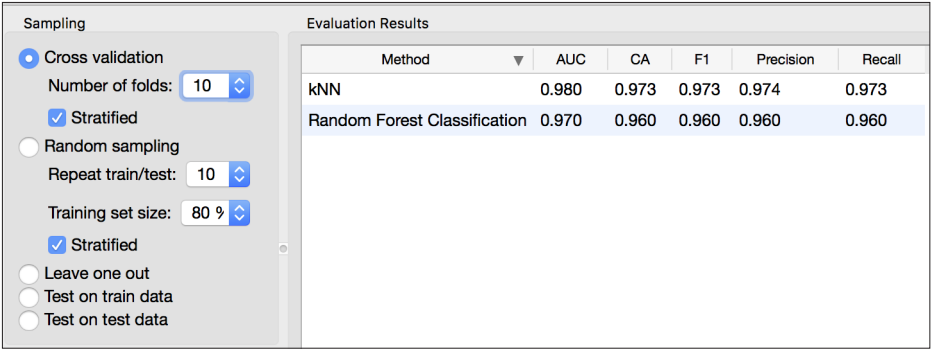 Sampling
Cross validation
Number of folds: 10
Stratified
Random sampling
Repeat train/test: 10
Training set size: 80 %
Stratified
Leave one out
Test on train data
Test on test data
Evaluation Results
Method AUC CA F1 Precision Recall
kNN 0.980 0.973 0.973 0.974 0.973
Random Forest Classification 0.970 0.960 0.960 0.960 0.960